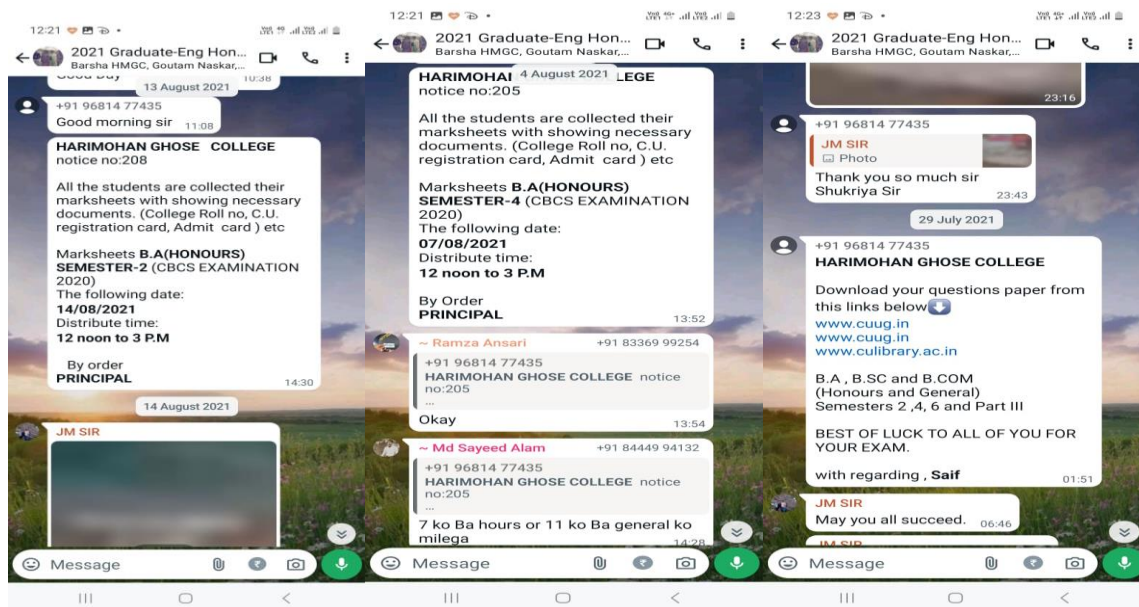 12:21
2021 Graduate-Eng Hon...
Barsha HMGC, Goutam Naskar,...
Good Day 10:38
13 August 2021
+91 96814 77435
Good morning sir 11:08
HARIMOHAN GHOSE COLLEGE
notice no:208
All the students are collected their
marksheets with showing necessary
documents. (College Roll no, C.U.
registration card, Admit card ) etc
Marksheets B.A(HONOURS)
SEMESTER-2 (CBCS EXAMINATION
2020)
The following date:
14/08/2021
Distribute time:
12 noon to 3 P.M
By order
PRINCIPAL 14:30
14 August 2021
JM SIR
Message
12:21
2021 Graduate-Eng Hon...
Barsha HMGC, Goutam Naskar,...
4 August 2021
HARIMOHAN LEGE
notice no:205
All the students are collected their
marksheets with showing necessary
documents. (College Roll no, C.U.
registration card, Admit card ) etc
Marksheets B.A(HONOURS)
SEMESTER-4 (CBCS EXAMINATION
2020)
The following date:
07/08/2021
Distribute time:
12 noon to 3 P.M
By Order
PRINCIPAL 13:52
~ Ramza Ansari +91 83369 99254
+91 96814 77435
HARIMOHAN GHOSE COLLEGE notice
no:205
...
Okay 13:54
~ Md Sayeed Alam +91 84449 94132
+91 96814 77435
HARIMOHAN GHOSE COLLEGE notice
no:205
...
7 ko Ba hours or 11 ko Ba general ko
milega 14:28
Message
12:23
2021 Graduate-Eng Hon...
Barsha HMGC, Goutam Naskar,...
23:16
+91 96814 77435
JM SIR
Photo
Thank you so much sir
Shukriya Sir 23:43
29 July 2021
+91 96814 77435
HARIMOHAN GHOSE COLLEGE
Download your questions paper from
this links below
www.cuug.in
www.cuug.in
www.culibrary.ac.in
B.A , B.SC and B.COM
(Honours and General)
Semesters 2 ,4, 6 and Part III
BEST OF LUCK TO ALL OF YOU FOR
YOUR EXAM.
with regarding , Saif 01:51
JM SIR
May you all succeed. 06:46
JM SIR
Message